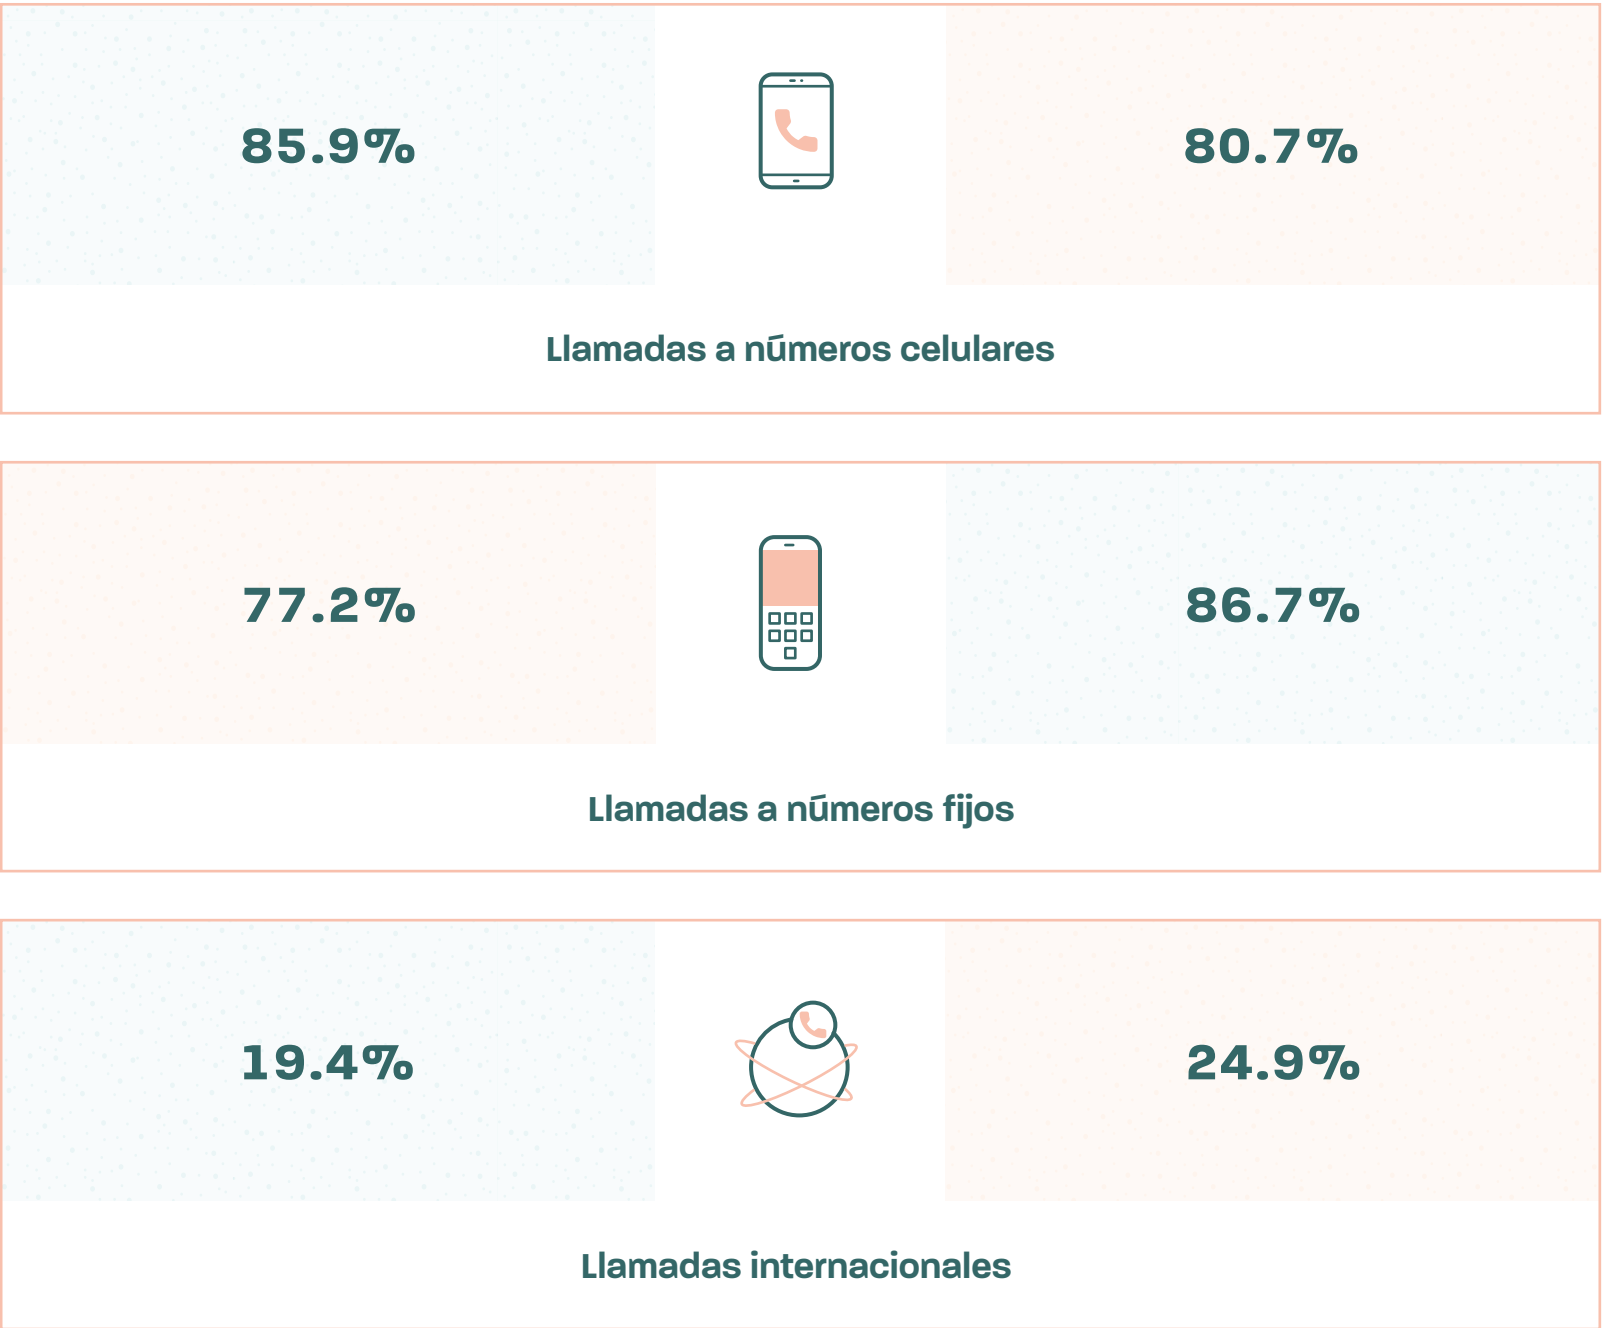 85.9%
80.7%
Llamadas a números celulares
77.2%
86.7%
Llamadas a números fijos
19.4%
24.9%
Llamadas internacionales